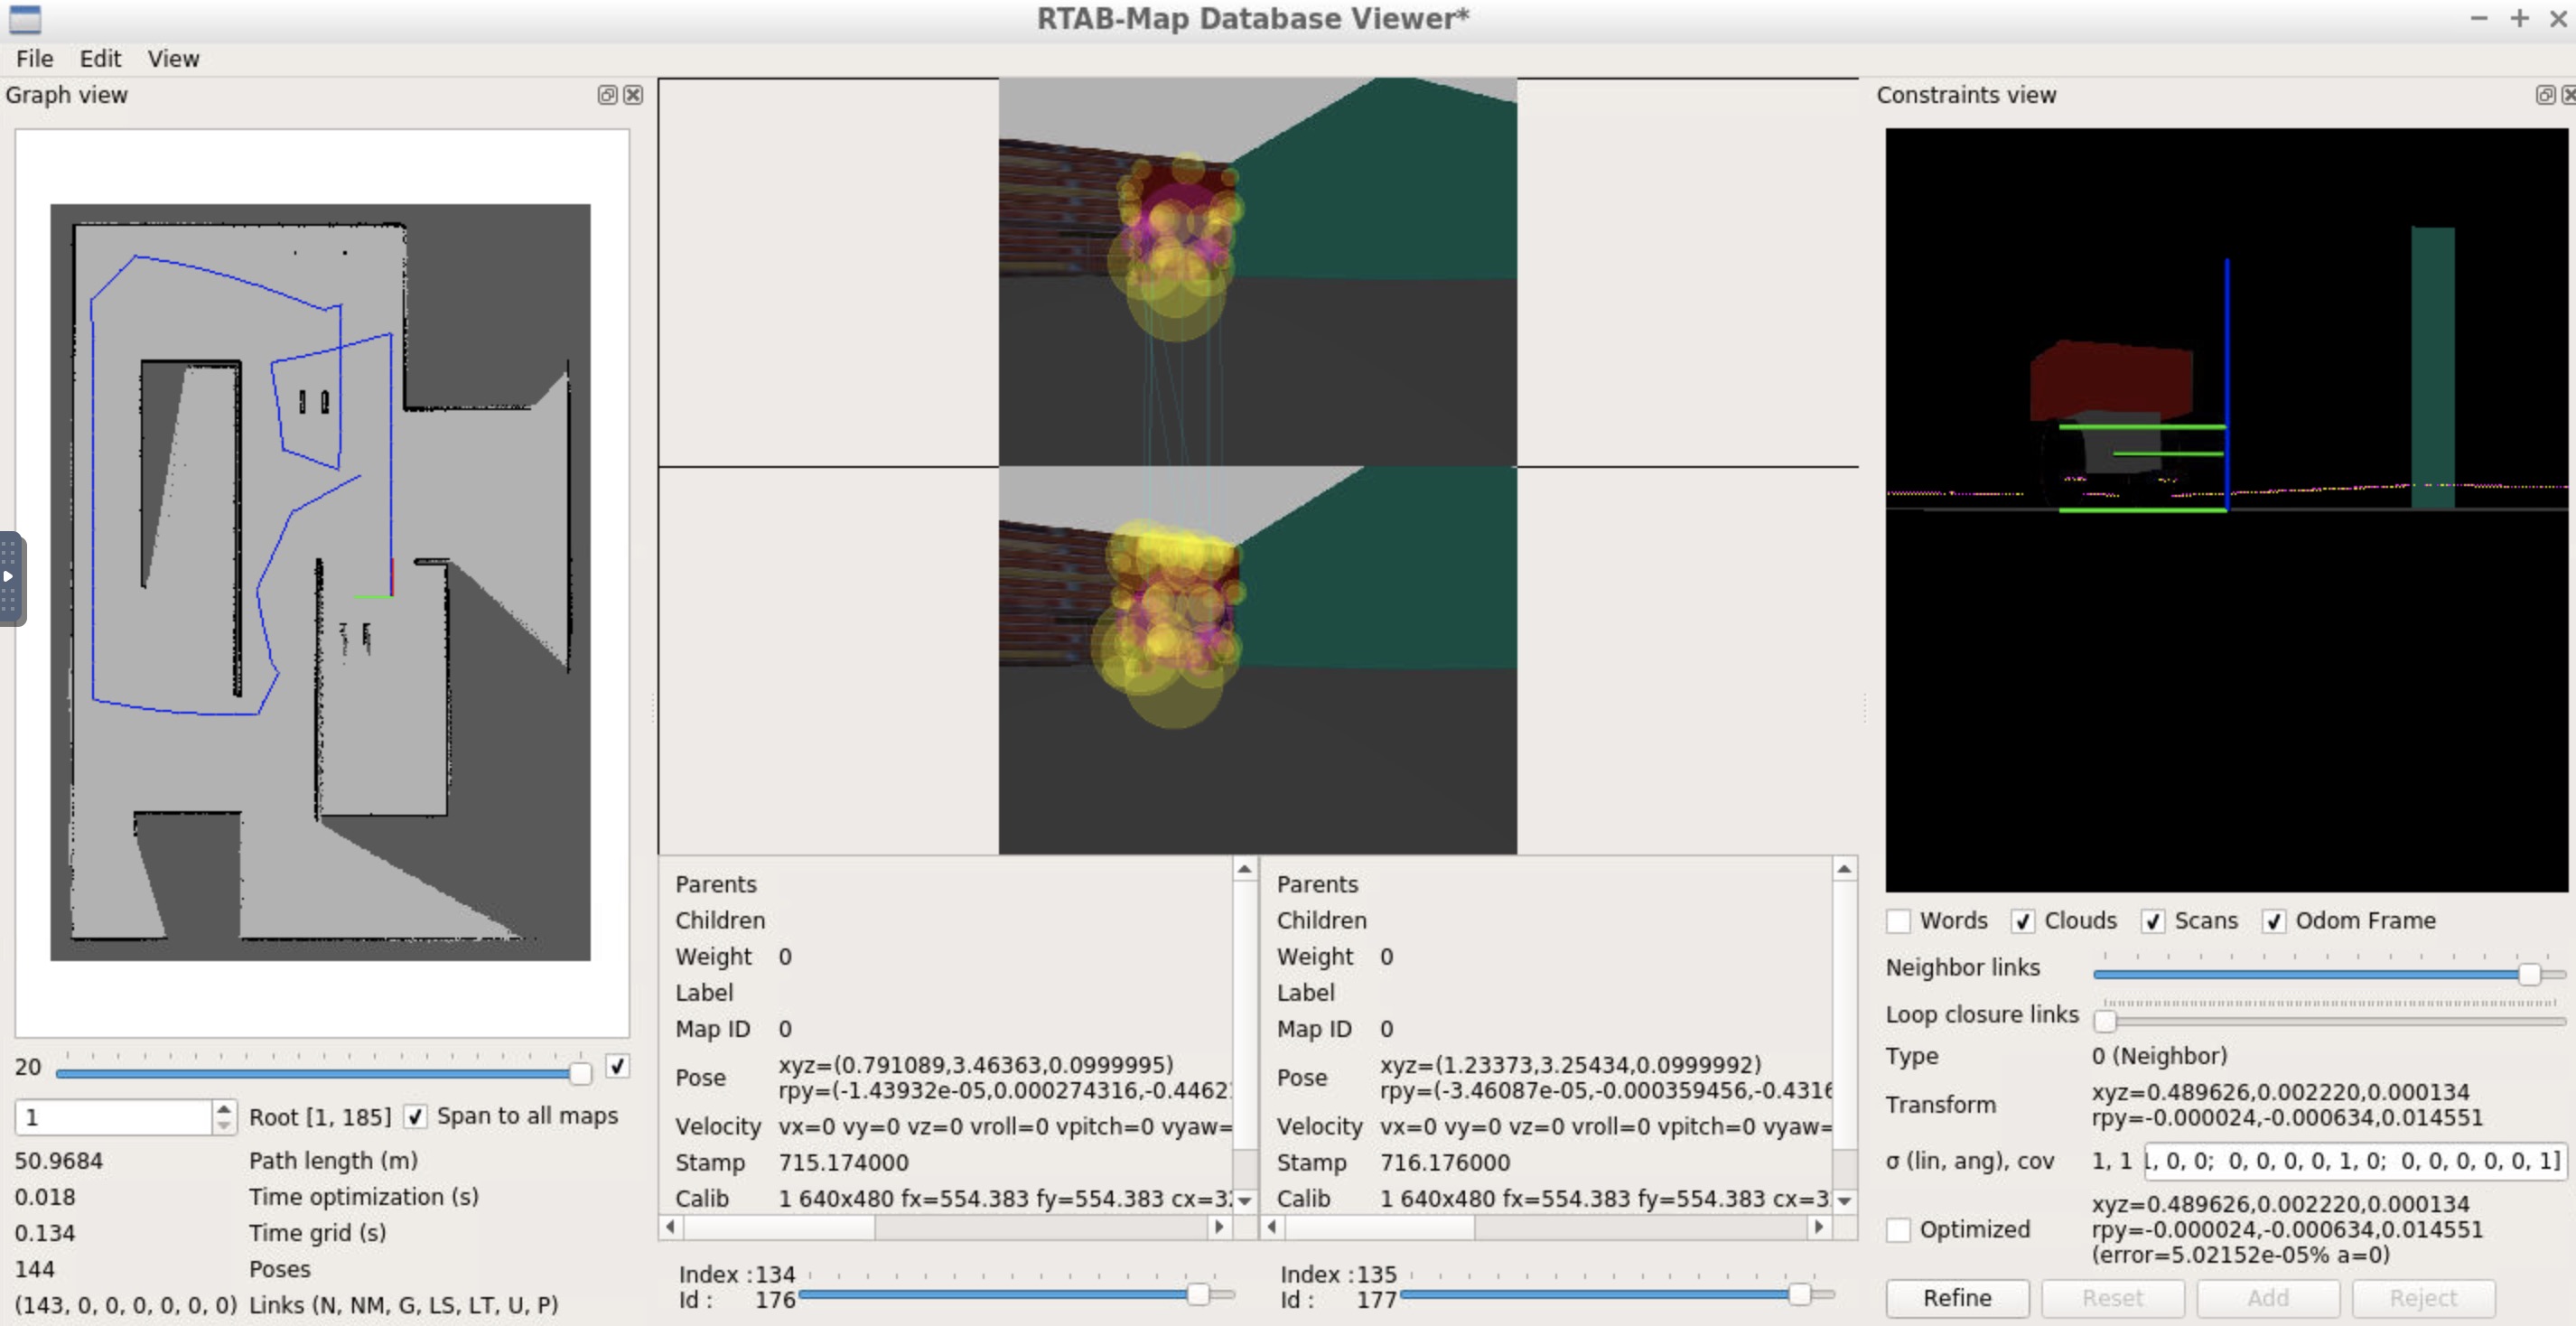 RTAB-Map Database Viewer*
File Edit View
Graph view
20
1 Root [1, 185] Span to all maps
50.9684 Path length (m)
0.018 Time optimization (s)
0.134 Time grid (s)
144 Poses
(143, 0, 0, 0, 0, 0, 0) Links (N, NM, G, LS, LT, U, P)
Parents
Children
Weight 0
Label
Map ID 0
Pose xyz=(0.791089,3.46363,0.0999995)
rpy=(-1.43932e-05,0.000274316,-0.4462
Velocity vx=0 vy=0 vz=0 vroll=0 vpitch=0 vyaw=
Stamp 715.174000
Calib 1 640x480 fx=554.383 fy=554.383 cx=3
Index :134
Id : 176
Parents
Children
Weight 0
Label
Map ID 0
Pose xyz=(1.23373,3.25434,0.0999992)
rpy=(-3.46087e-05,-0.000359456,-0.4316
Velocity vx=0 vy=0 vz=0 vroll=0 vpitch=0 vyaw=
Stamp 716.176000
Calib 1 640x480 fx=554.383 fy=554.383 cx=3
Index :135
Id : 177
Constraints view
Words Clouds Scans Odom Frame
Neighbor links
Loop closure links
Type 0 (Neighbor)
Transform xyz=0.489626,0.002220,0.000134
rpy=-0.000024,-0.000634,0.014551
σ (lin, ang), cov 1, 1 , 0, 0; 0, 0, 0, 0, 1, 0; 0, 0, 0, 0, 0, 1]
Optimized xyz=0.489626,0.002220,0.000134
rpy=-0.000024,-0.000634,0.014551
(error=5.02152e-05% a=0)
Refine Reset Add Reject